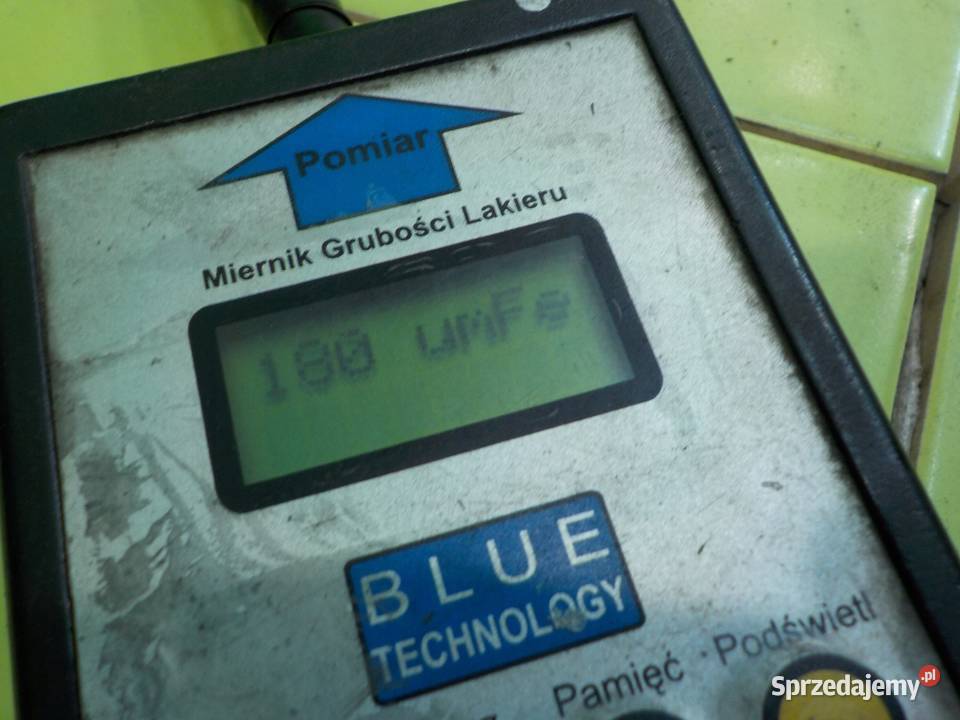 Pomiar
Miernik Grubości Lakieru
180 umFe
BLUE
TECHNOLOGY
Pamięć · Podświetl
Sprzedajemy.pl